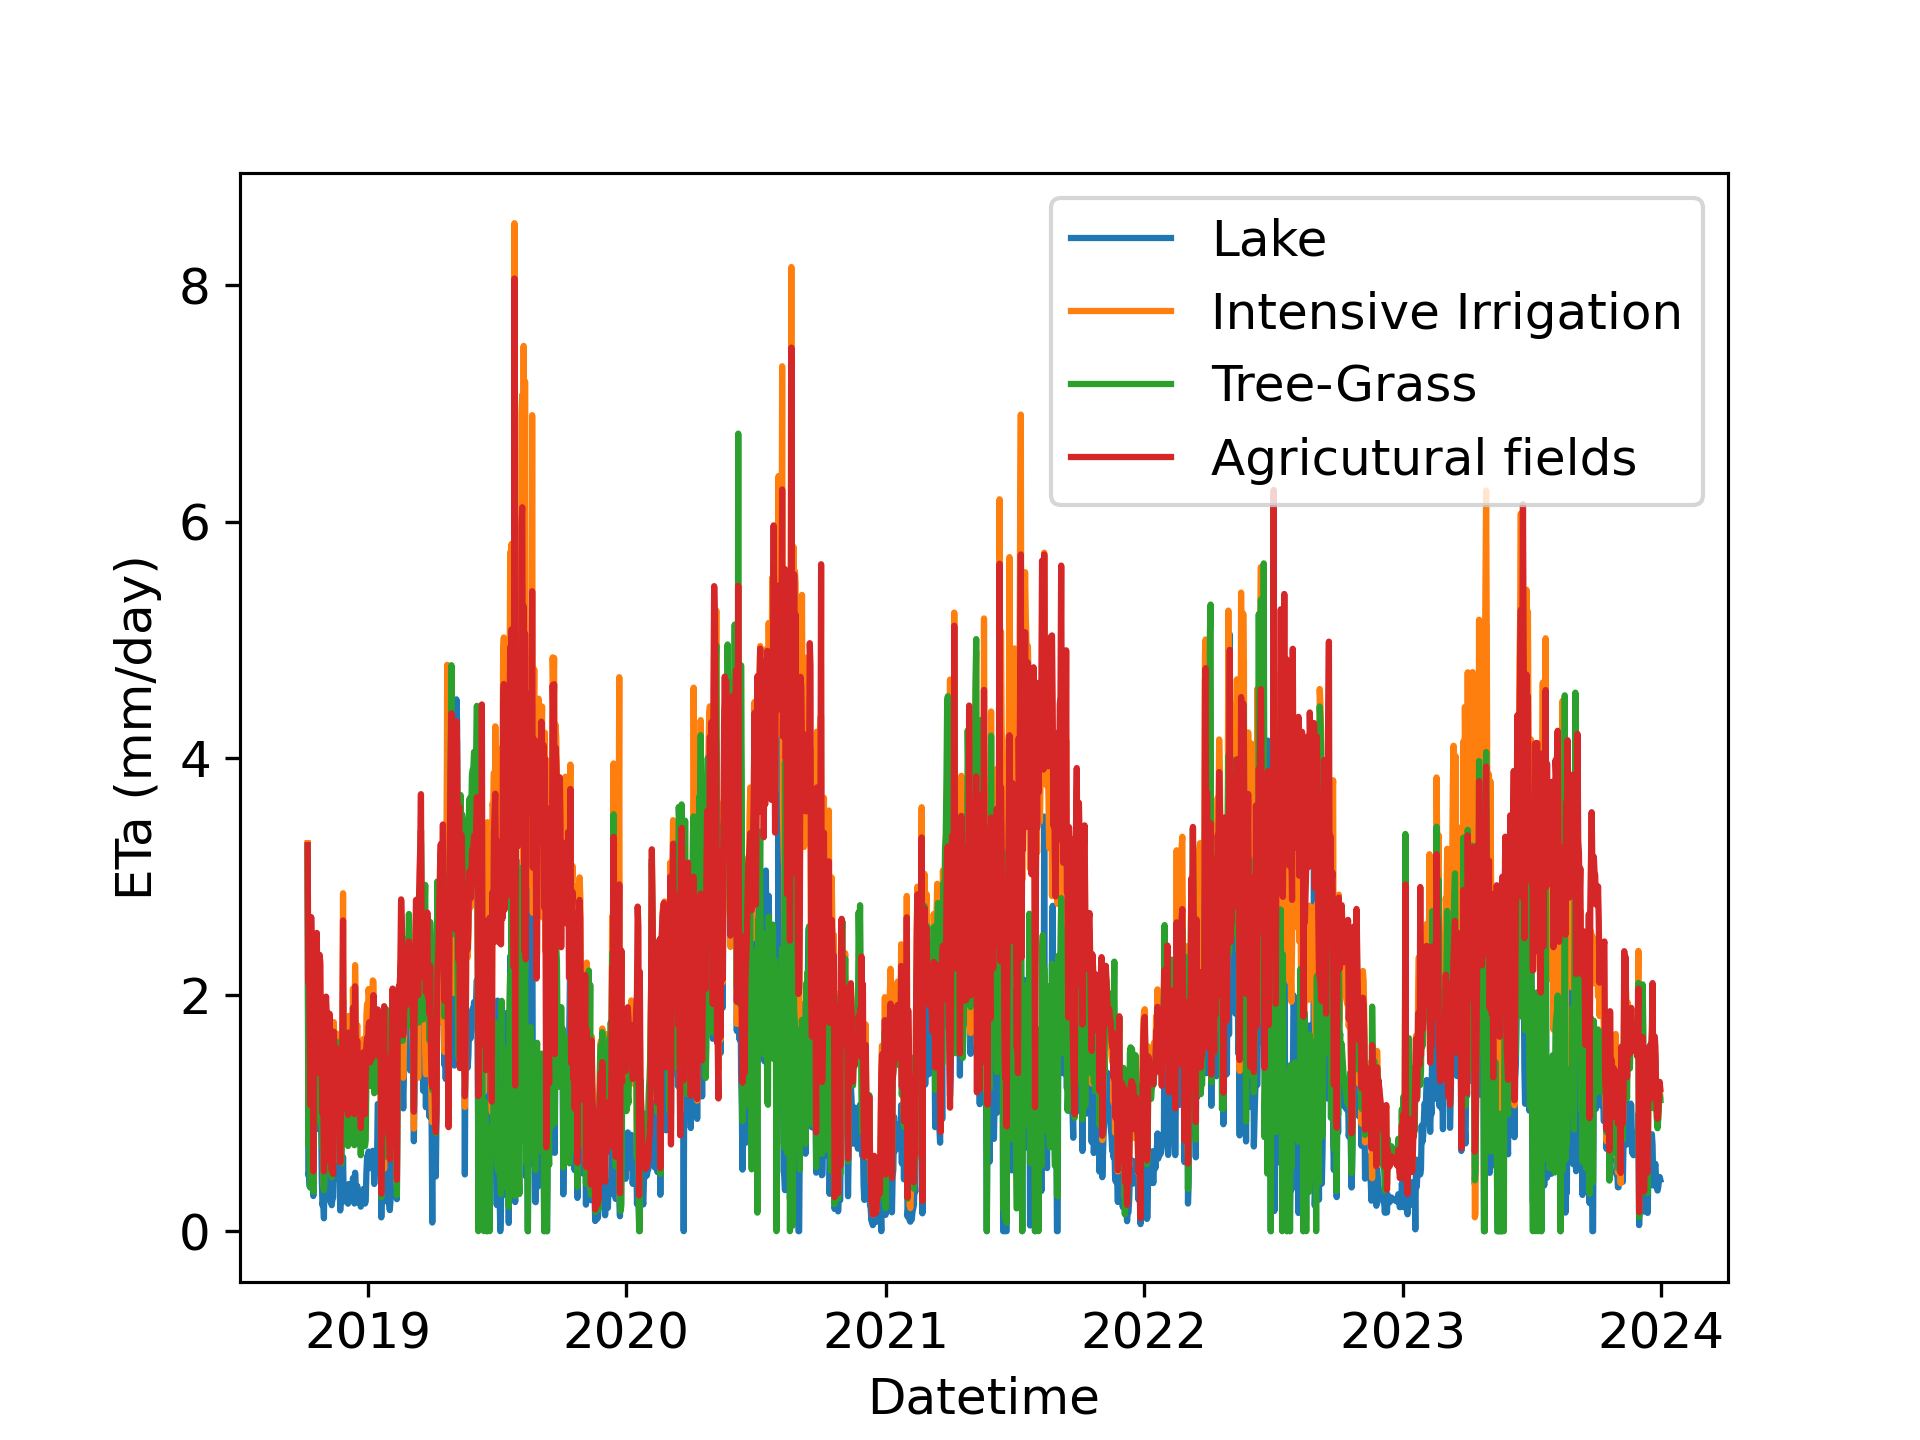 Lake
Intensive Irrigation
Tree-Grass
Agricutural fields
8
6
4
2
0
ETa (mm/day)
2019 2020 2021 2022 2023 2024
Datetime